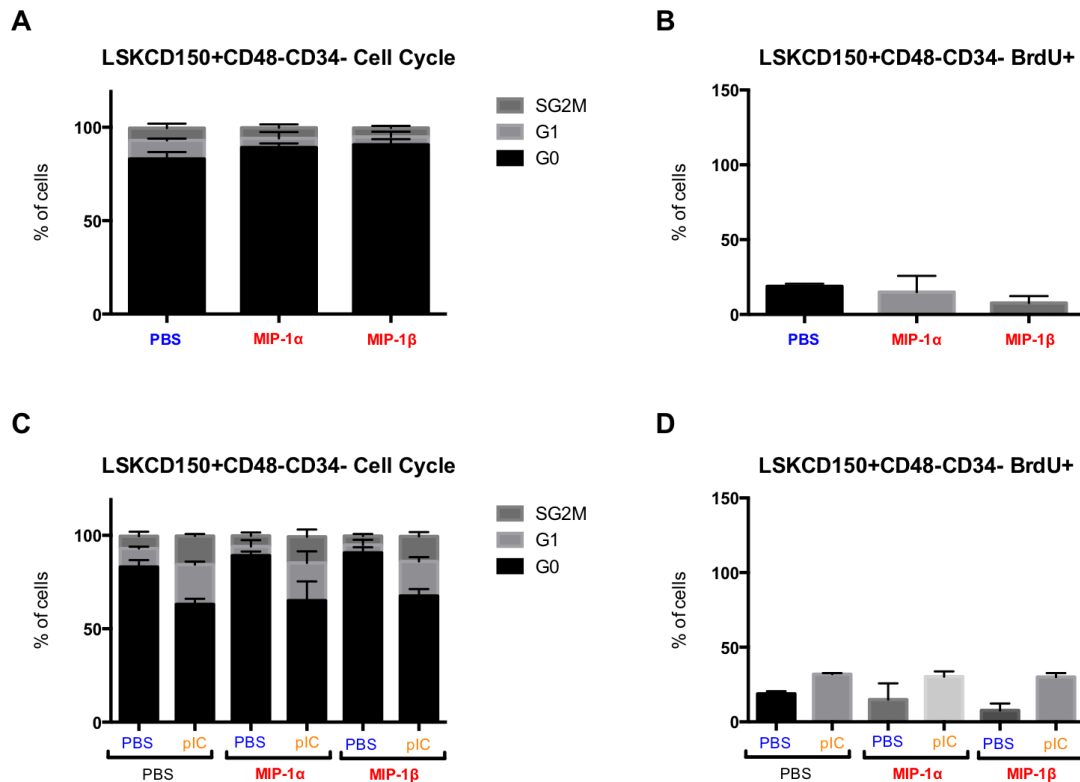 A
LSKCD150+CD48-CD34- Cell Cycle
% of cells
100
50
0
PBS
MIP-1α
MIP-1β
SG2M
G1
G0
B
LSKCD150+CD48-CD34- BrdU+
% of cells
150
100
50
0
PBS
MIP-1α
MIP-1β
C
LSKCD150+CD48-CD34- Cell Cycle
% of cells
100
50
0
PBS pIC PBS pIC PBS pIC
PBS MIP-1α MIP-1β
SG2M
G1
G0
D
LSKCD150+CD48-CD34- BrdU+
% of cells
150
100
50
0
PBS pIC PBS pIC PBS pIC
PBS MIP-1α MIP-1β